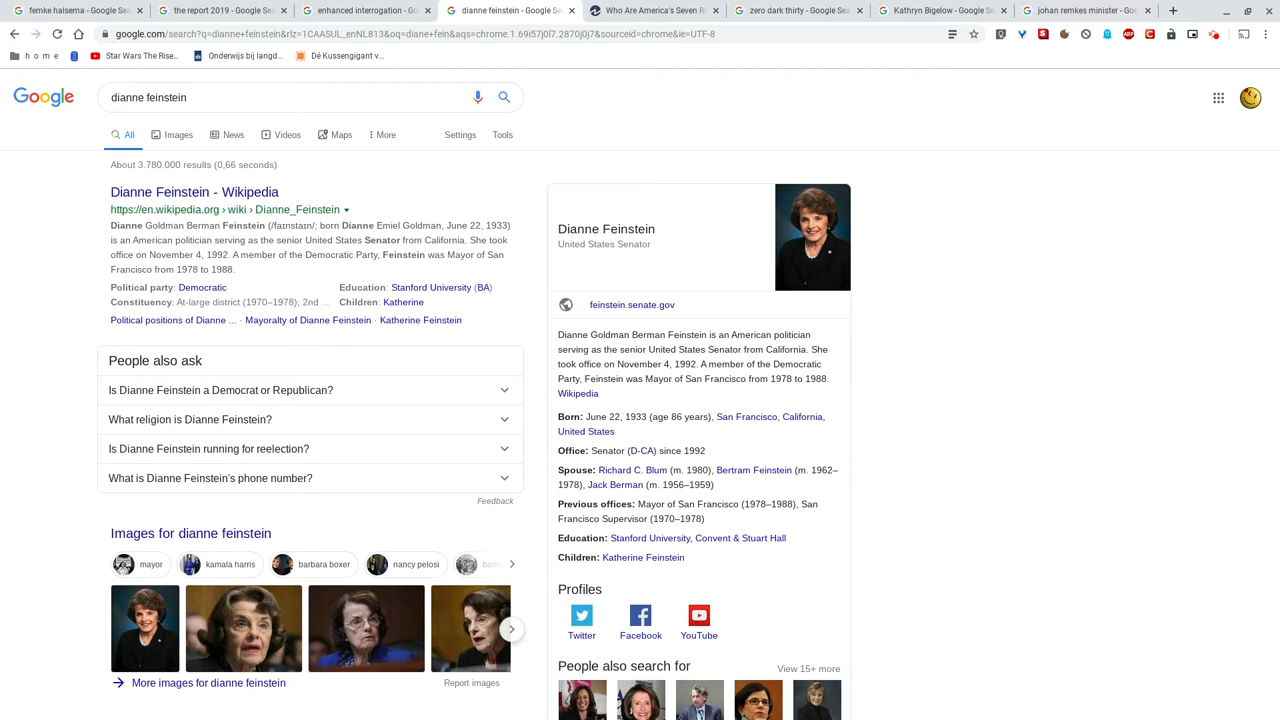 femke halsema - Google Sea
the report 2019 - Google Sea
enhanced interrogation - Go
dianne feinstein - Google Se
Who Are America's Seven Ri
zero dark thirty - Google Sea
Kathryn Bigelow - Google Se
johan remkes minister - Goo
google.com/search?q=dianne+feinstein&rlz=1CAASUL_enNL813&oq=diane+fein&aqs=chrome.1.69i57j0l7.2870j0j7&sourceid=chrome&ie=UTF-8
h o m e
Star Wars The Rise...
Onderwijs bij langd...
Dé Kussengigant v...
Google
dianne feinstein
All
Images
News
Videos
Maps
More
Settings
Tools
About 3.780.000 results (0,66 seconds)
Dianne Feinstein - Wikipedia
https://en.wikipedia.org › wiki › Dianne_Feinstein
Dianne Goldman Berman Feinstein (/ˈfaɪnstaɪn/; born Dianne Emiel Goldman, June 22, 1933)
is an American politician serving as the senior United States Senator from California. She took
office on November 4, 1992. A member of the Democratic Party, Feinstein was Mayor of San
Francisco from 1978 to 1988.
Political party: Democratic
Education: Stanford University (BA)
Constituency: At-large district (1970–1978); 2nd ...
Children: Katherine
Political positions of Dianne ... · Mayoralty of Dianne Feinstein · Katherine Feinstein
People also ask
Is Dianne Feinstein a Democrat or Republican?
What religion is Dianne Feinstein?
Is Dianne Feinstein running for reelection?
What is Dianne Feinstein's phone number?
Feedback
Images for dianne feinstein
mayor
kamala harris
barbara boxer
nancy pelosi
More images for dianne feinstein
Report images
Dianne Feinstein
United States Senator
feinstein.senate.gov
Dianne Goldman Berman Feinstein is an American politician
serving as the senior United States Senator from California. She
took office on November 4, 1992. A member of the Democratic
Party, Feinstein was Mayor of San Francisco from 1978 to 1988.
Wikipedia
Born: June 22, 1933 (age 86 years), San Francisco, California,
United States
Office: Senator (D-CA) since 1992
Spouse: Richard C. Blum (m. 1980), Bertram Feinstein (m. 1962–
1978), Jack Berman (m. 1956–1959)
Previous offices: Mayor of San Francisco (1978–1988), San
Francisco Supervisor (1970–1978)
Education: Stanford University, Convent & Stuart Hall
Children: Katherine Feinstein
Profiles
Twitter
Facebook
YouTube
People also search for
View 15+ more